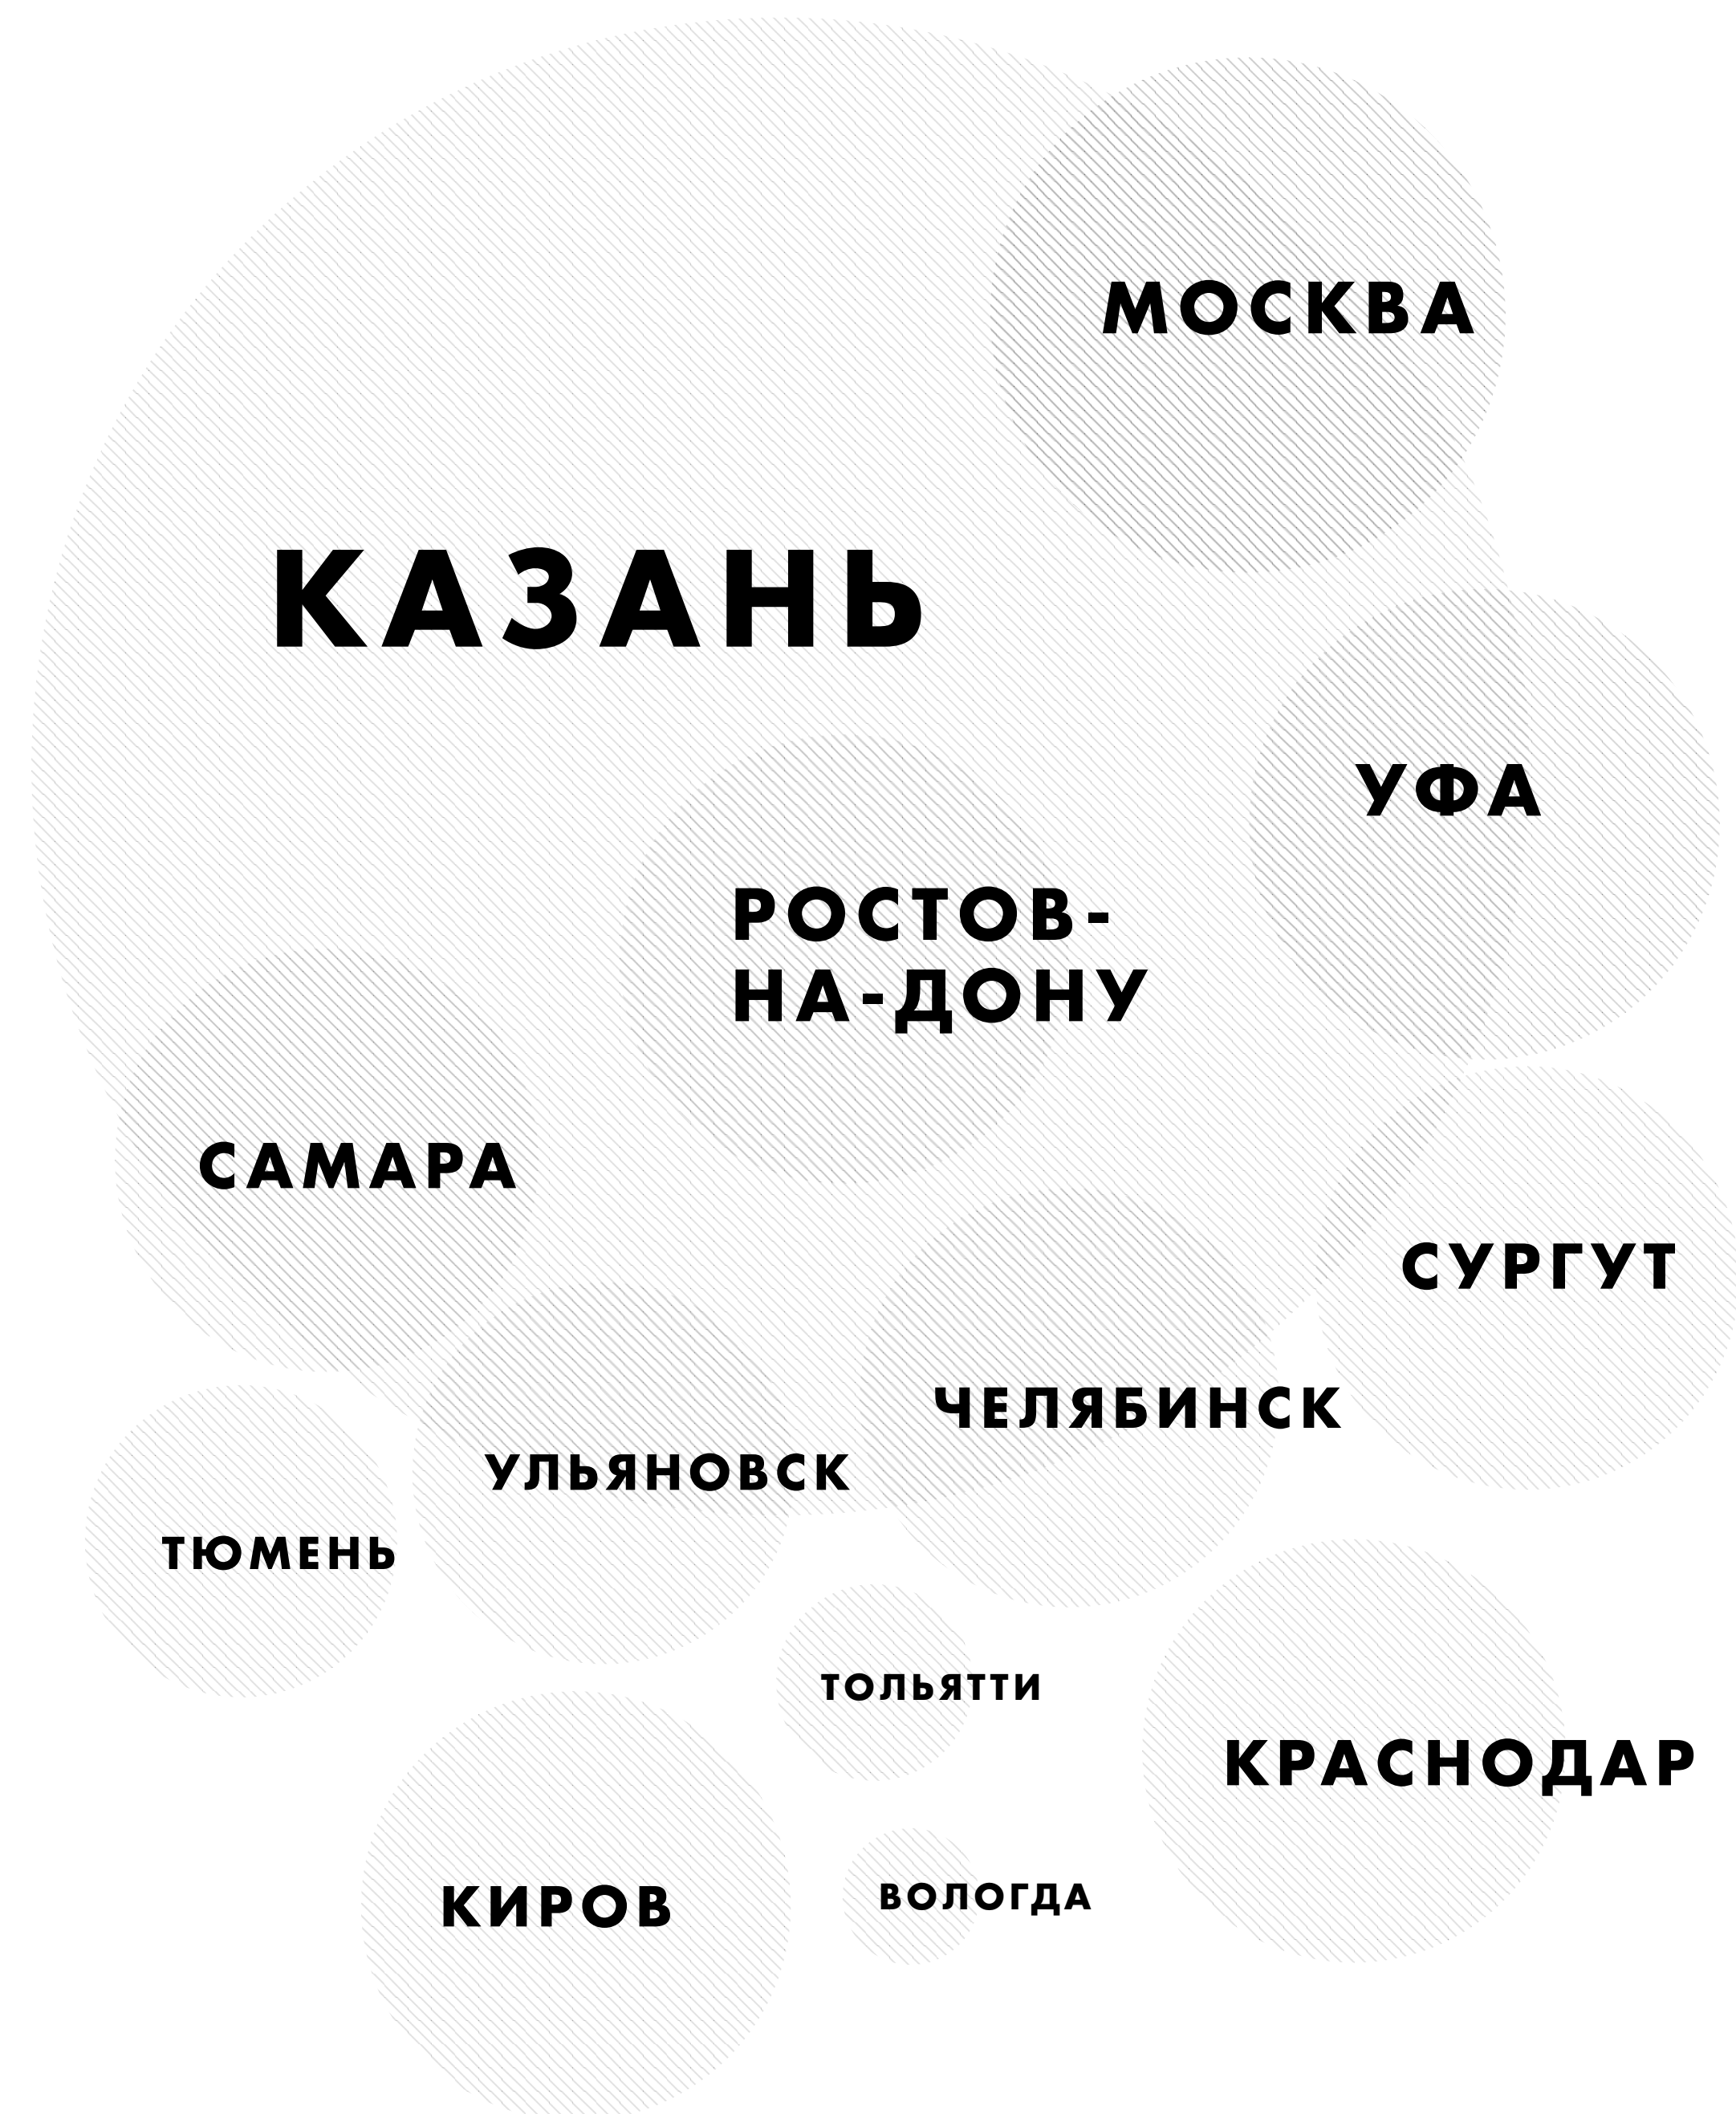 МОСКВА
КАЗАНЬ
УФА
РОСТОВ-
НА-ДОНУ
САМАРА
СУРГУТ
ЧЕЛЯБИНСК
УЛЬЯНОВСК
ТЮМЕНЬ
ТОЛЬЯТТИ
КРАСНОДАР
КИРОВ
ВОЛОГДА